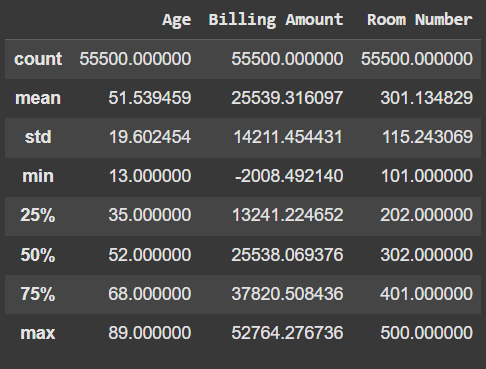 Age Billing Amount Room Number
count 55500.000000 55500.000000 55500.000000
mean 51.539459 25539.316097 301.134829
std 19.602454 14211.454431 115.243069
min 13.000000 -2008.492140 101.000000
25% 35.000000 13241.224652 202.000000
50% 52.000000 25538.069376 302.000000
75% 68.000000 37820.508436 401.000000
max 89.000000 52764.276736 500.000000